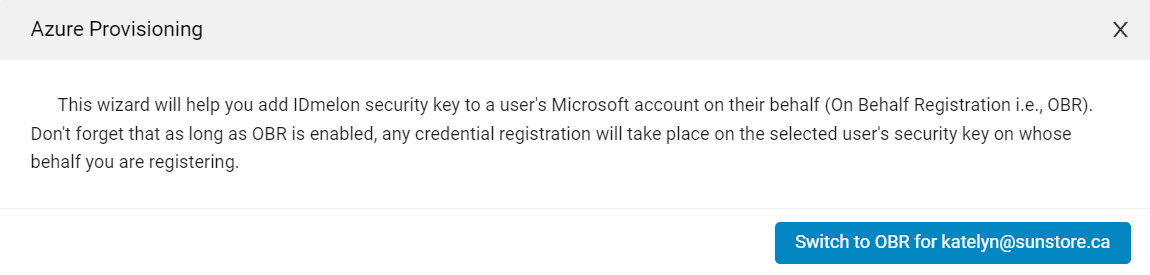 Azure Provisioning
X
This wizard will help you add IDmelon security key to a user's Microsoft account on their behalf (On Behalf Registration i.e., OBR).
Don't forget that as long as OBR is enabled, any credential registration will take place on the selected user's security key on whose
behalf you are registering.
Switch to OBR for katelyn@sunstore.ca